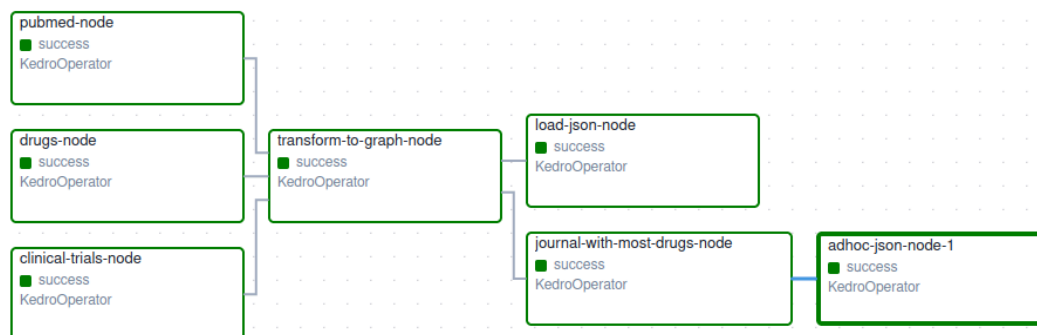 pubmed-node
success
KedroOperator
drugs-node
success
KedroOperator
clinical-trials-node
success
KedroOperator
transform-to-graph-node
success
KedroOperator
load-json-node
success
KedroOperator
journal-with-most-drugs-node
success
KedroOperator
adhoc-json-node-1
success
KedroOperator